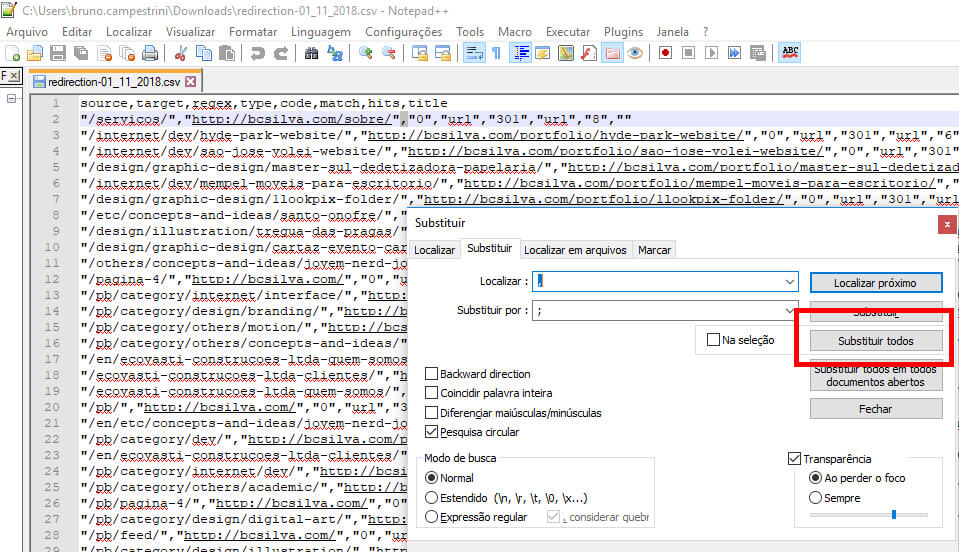 C:\Users\bruno.campestrini\Downloads\redirection-01_11_2018.csv - Notepad++
Arquivo Editar Localizar Visualizar Formatar Linguagem Configurações Tools Macro Executar Plugins Janela ?
ABC
F
redirection-01_11_2018.csv
1 source,target,regex,type,code,match,hits,title
2 "/servicos/","http://bcsilva.com/sobre/","0","url","301","url","8",""
3 "/internet/dev/hyde-park-website/","http://bcsilva.com/portfolio/hyde-park-website/","0","url","301","url","6"
4 "/internet/dev/sao-jose-volei-website/","http://bcsilva.com/portfolio/sao-jose-volei-website/","0","url","301"
5 "/design/graphic-design/master-sul-dedetizadora-papelaria/","http://bcsilva.com/portfolio/master-sul-dedetizad
6 "/internet/dev/mempel-moveis-para-escritorio/","http://bcsilva.com/portfolio/mempel-moveis-para-escritorio/","
7 "/design/graphic-design/1lookpix-folder/","http://bcsilva.com/portfolio/1lookpix-folder/","0","url","301","url
8 "/etc/concepts-and-ideas/santo-onofre/","
9 "/design/illustration/tregua-das-pragas/"
10 "/design/graphic-design/cartaz-evento-car
11 "/others/concepts-and-ideas/jovem-nerd-jo
12 "/pagina-4/","http://bcsilva.com/","0","u
13 "/pb/category/internet/interface/","http:
14 "/pb/category/design/branding/","http://b
15 "/pb/category/others/motion/","http://bcs
16 "/pb/category/others/concepts-and-ideas/
17 "/en/ecovasti-construcoes-ltda-quem-somos
18 "/ecovasti-construcoes-ltda-clientes/","h
19 "/ecovasti-construcoes-ltda-quem-somos/",
20 "/pb/","http://bcsilva.com/","0","url","3
21 "/en/etc/concepts-and-ideas/jovem-nerd-jo
22 "/pb/category/dev/","http://bcsilva.com/p
23 "/en/ecovasti-construcoes-ltda-clientes/"
24 "/pb/category/internet/dev/","http://bcsi
25 "/pb/category/others/academic/","http://b
26 "/pb/pagina-4/","http://bcsilva.com/","0"
27 "/pb/category/design/digital-art/","http:
28 "/pb/feed/","http://bcsilva.com/","0","ur
29 "/pb/category/design/illustration/","http
Substituir
Localizar Substituir Localizar em arquivos Marcar
Localizar : ,
Localizar próximo
Substituir por : ;
Substituir
Na seleção
Substituir todos
Substituir todos em todos
documentos abertos
Fechar
Backward direction
Coincidir palavra inteira
Diferençiar maiúsculas/minúsculas
Pesquisa circular
Modo de busca
Normal
Estendido (\n, \r, \t, \0, \x...)
Expressão regular . considerar quebr
Transparência
Ao perder o foco
Sempre